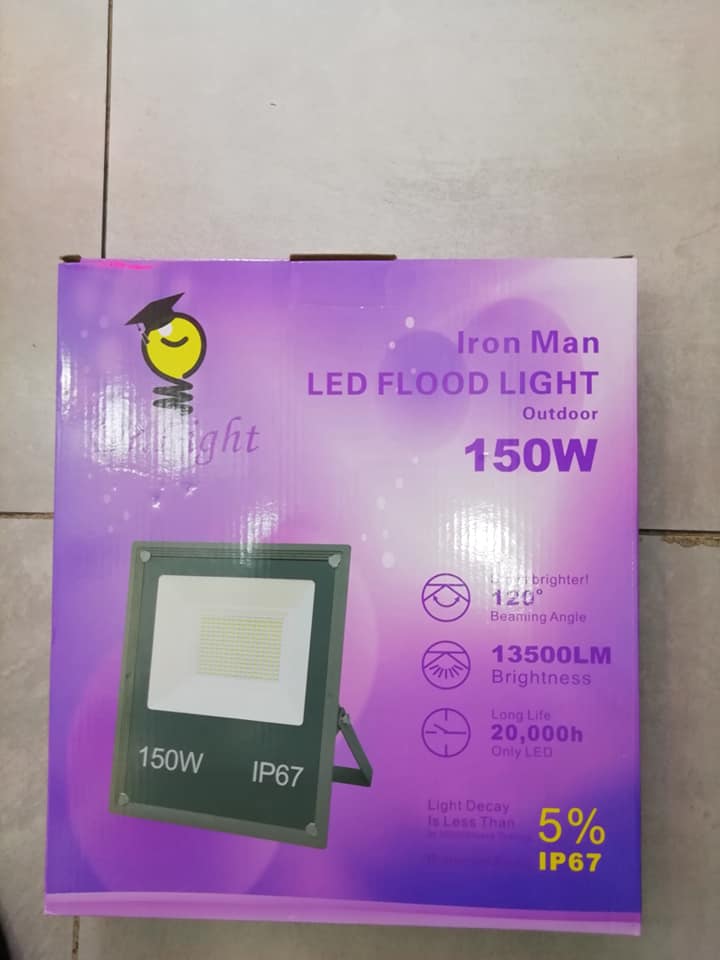 ight
Iron Man
LED FLOOD LIGHT
Outdoor
150W
brighter!
120°
Beaming Angle
13500LM
Brightness
Long Life
20,000h
Only LED
150W
IP67
Light Decay
Is Less Than
5%
IP67